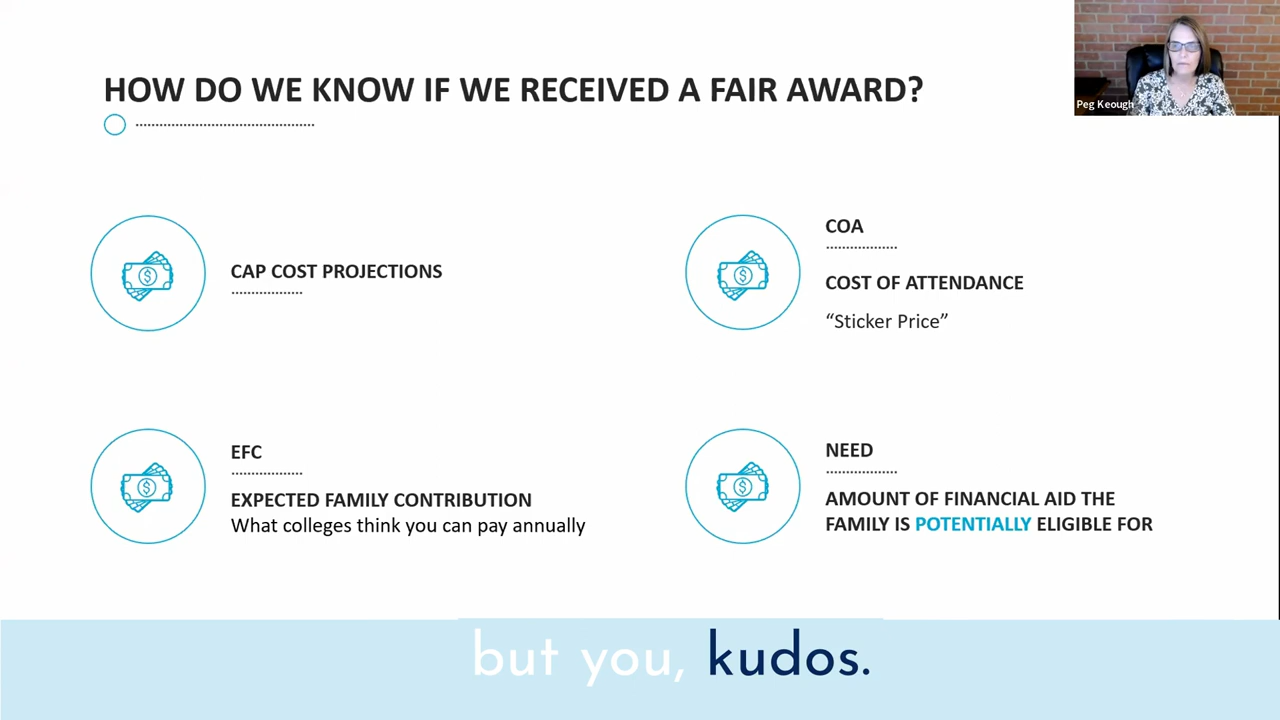 HOW DO WE KNOW IF WE RECEIVED A FAIR AWARD?
Peg Keough
CAP COST PROJECTIONS
COA
COST OF ATTENDANCE
“Sticker Price”
EFC
EXPECTED FAMILY CONTRIBUTION
What colleges think you can pay annually
NEED
AMOUNT OF FINANCIAL AID THE
FAMILY IS POTENTIALLY ELIGIBLE FOR
but you, kudos.